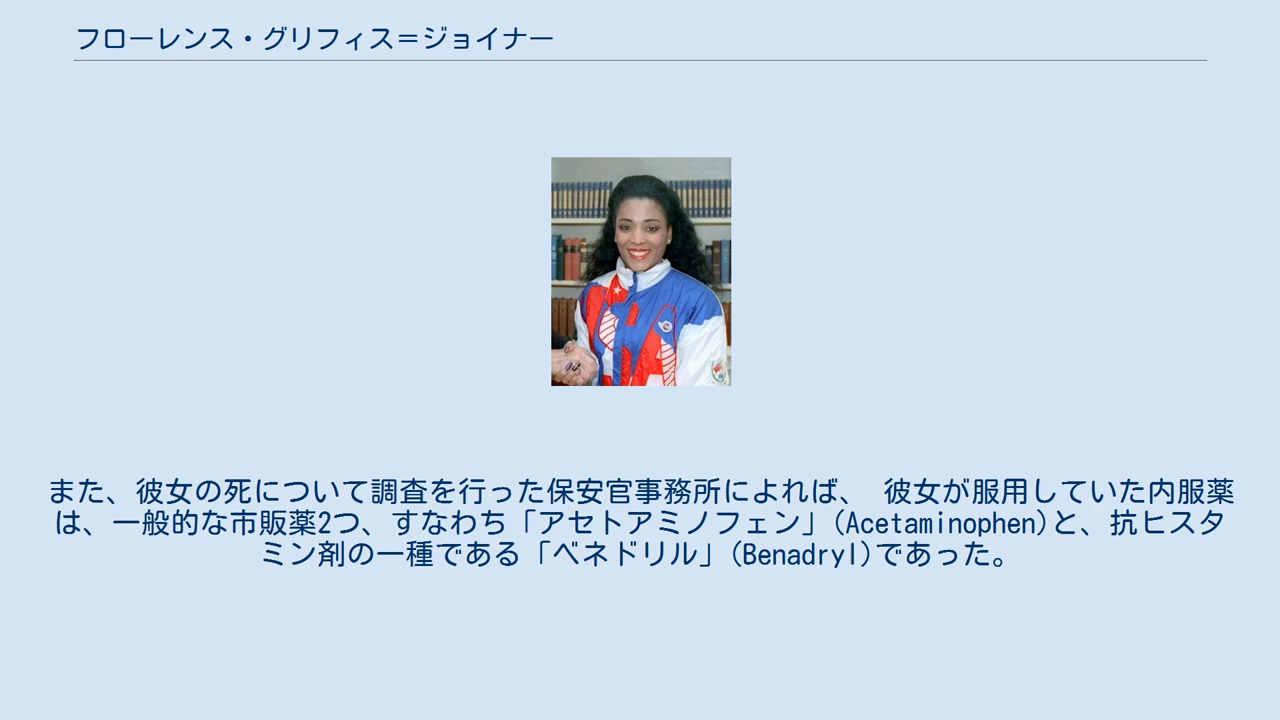 フローレンス・グリフィス＝ジョイナー
また、彼女の死について調査を行った保安官事務所によれば、 彼女が服用していた内服薬
は、一般的な市販薬2つ、すなわち「アセトアミノフェン」(Acetaminophen)と、抗ヒスタ
ミン剤の一種である「ベネドリル」(Benadryl)であった。